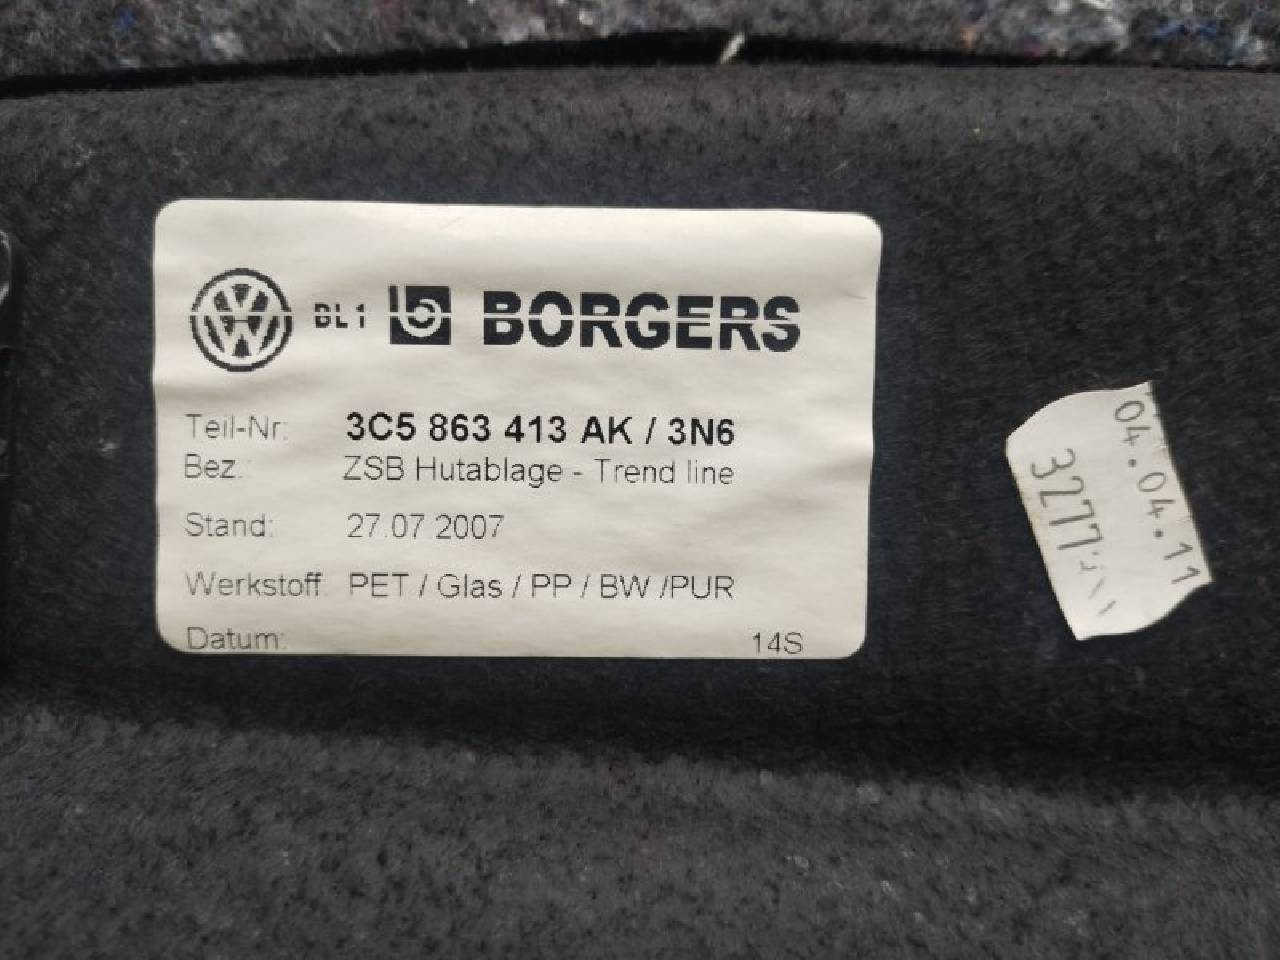 BL1 BORGERS
Teil-Nr: 3C5 863 413 AK / 3N6
Bez.: ZSB Hutablage - Trend line
Stand: 27.07.2007
Werkstoff: PET / Glas / PP / BW /PUR
Datum: 14S
04.04.11
3277